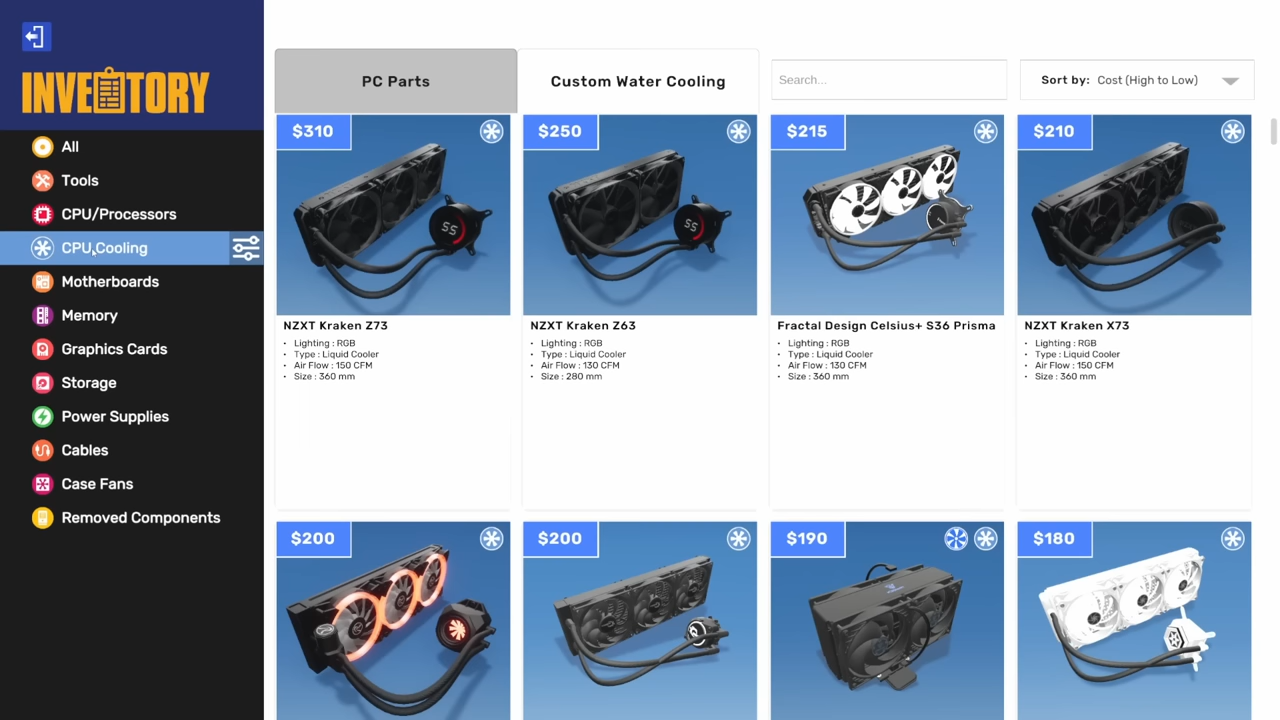 INVENTORY
All
Tools
CPU/Processors
CPU Cooling
Motherboards
Memory
Graphics Cards
Storage
Power Supplies
Cables
Case Fans
Removed Components
PC Parts
Custom Water Cooling
Search...
Sort by: Cost (High to Low)
$310
NZXT Kraken Z73
• Lighting : RGB
• Type : Liquid Cooler
• Air Flow : 150 CFM
• Size : 360 mm
$250
NZXT Kraken Z63
• Lighting : RGB
• Type : Liquid Cooler
• Air Flow : 130 CFM
• Size : 280 mm
$215
Fractal Design Celsius+ S36 Prisma
• Lighting : RGB
• Type : Liquid Cooler
• Air Flow : 130 CFM
• Size : 360 mm
$210
NZXT Kraken X73
• Lighting : RGB
• Type : Liquid Cooler
• Air Flow : 150 CFM
• Size : 360 mm
$200
$200
$190
$180